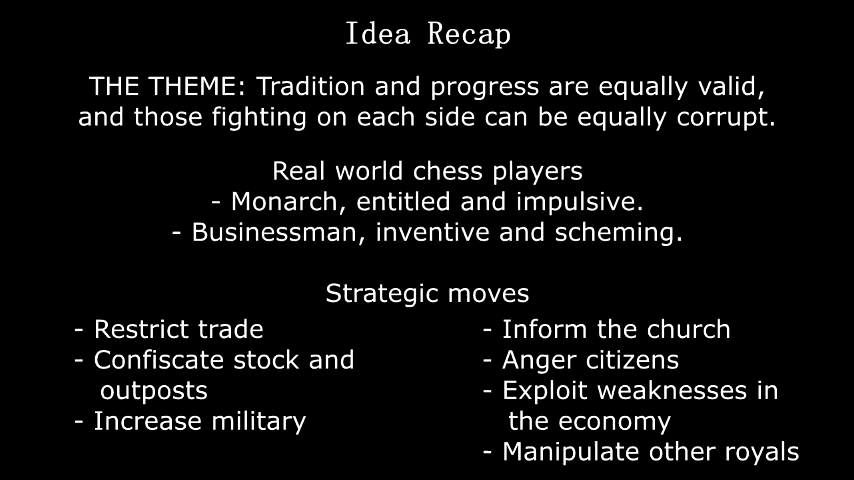 Idea Recap
THE THEME: Tradition and progress are equally valid,
and those fighting on each side can be equally corrupt.
Real world chess players
- Monarch, entitled and impulsive.
- Businessman, inventive and scheming.
Strategic moves
- Restrict trade
- Confiscate stock and
outposts
- Increase military
- Inform the church
- Anger citizens
- Exploit weaknesses in
the economy
- Manipulate other royals